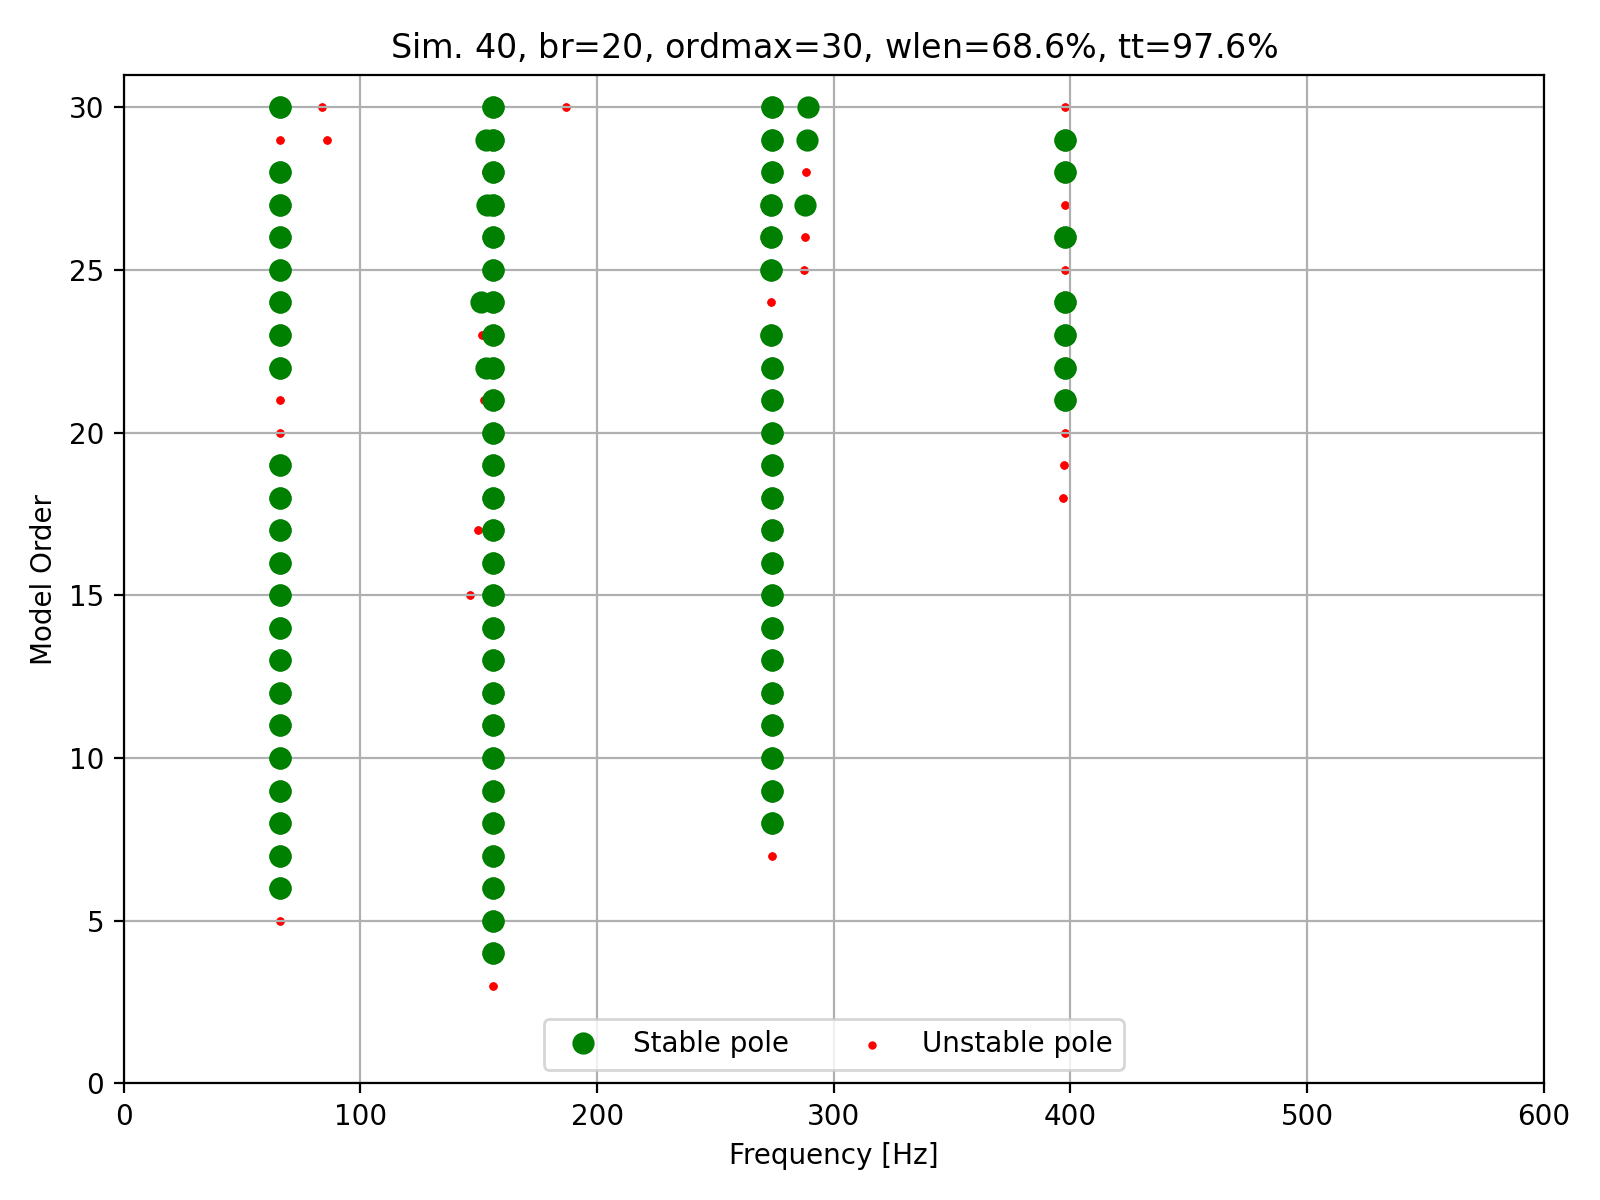 Sim. 40, br=20, ordmax=30, wlen=68.6%, tt=97.6%
30
25
20
15
10
5
0
Model Order
Stable pole
Unstable pole
0 100 200 300 400 500 600
Frequency [Hz]